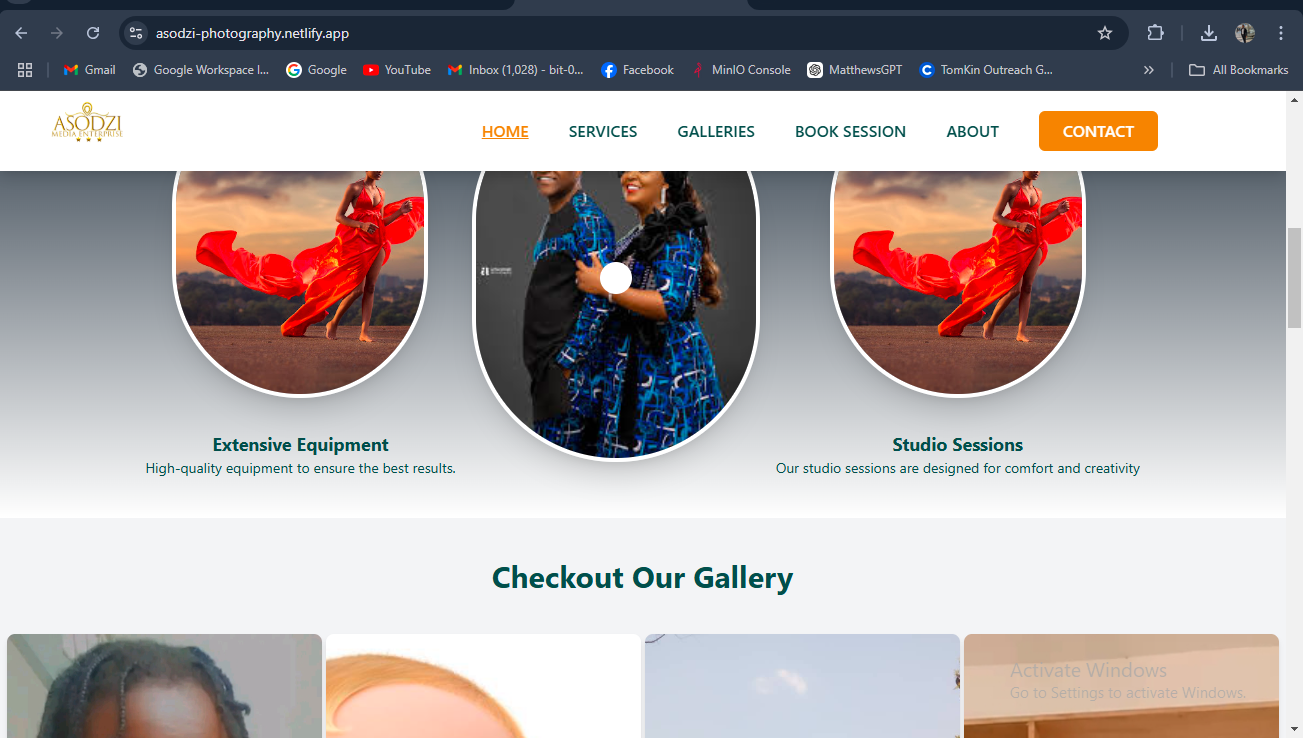 asodzi-photography.netlify.app
Gmail
Google Workspace I...
Google
YouTube
Inbox (1,028) - bit-0...
Facebook
MinIO Console
MatthewsGPT
TomKin Outreach G...
All Bookmarks
ASODZI
MEDIA ENTERPRISE
HOME
SERVICES
GALLERIES
BOOK SESSION
ABOUT
CONTACT
Extensive Equipment
High-quality equipment to ensure the best results.
Studio Sessions
Our studio sessions are designed for comfort and creativity
Checkout Our Gallery
Activate Windows
Go to Settings to activate Windows.